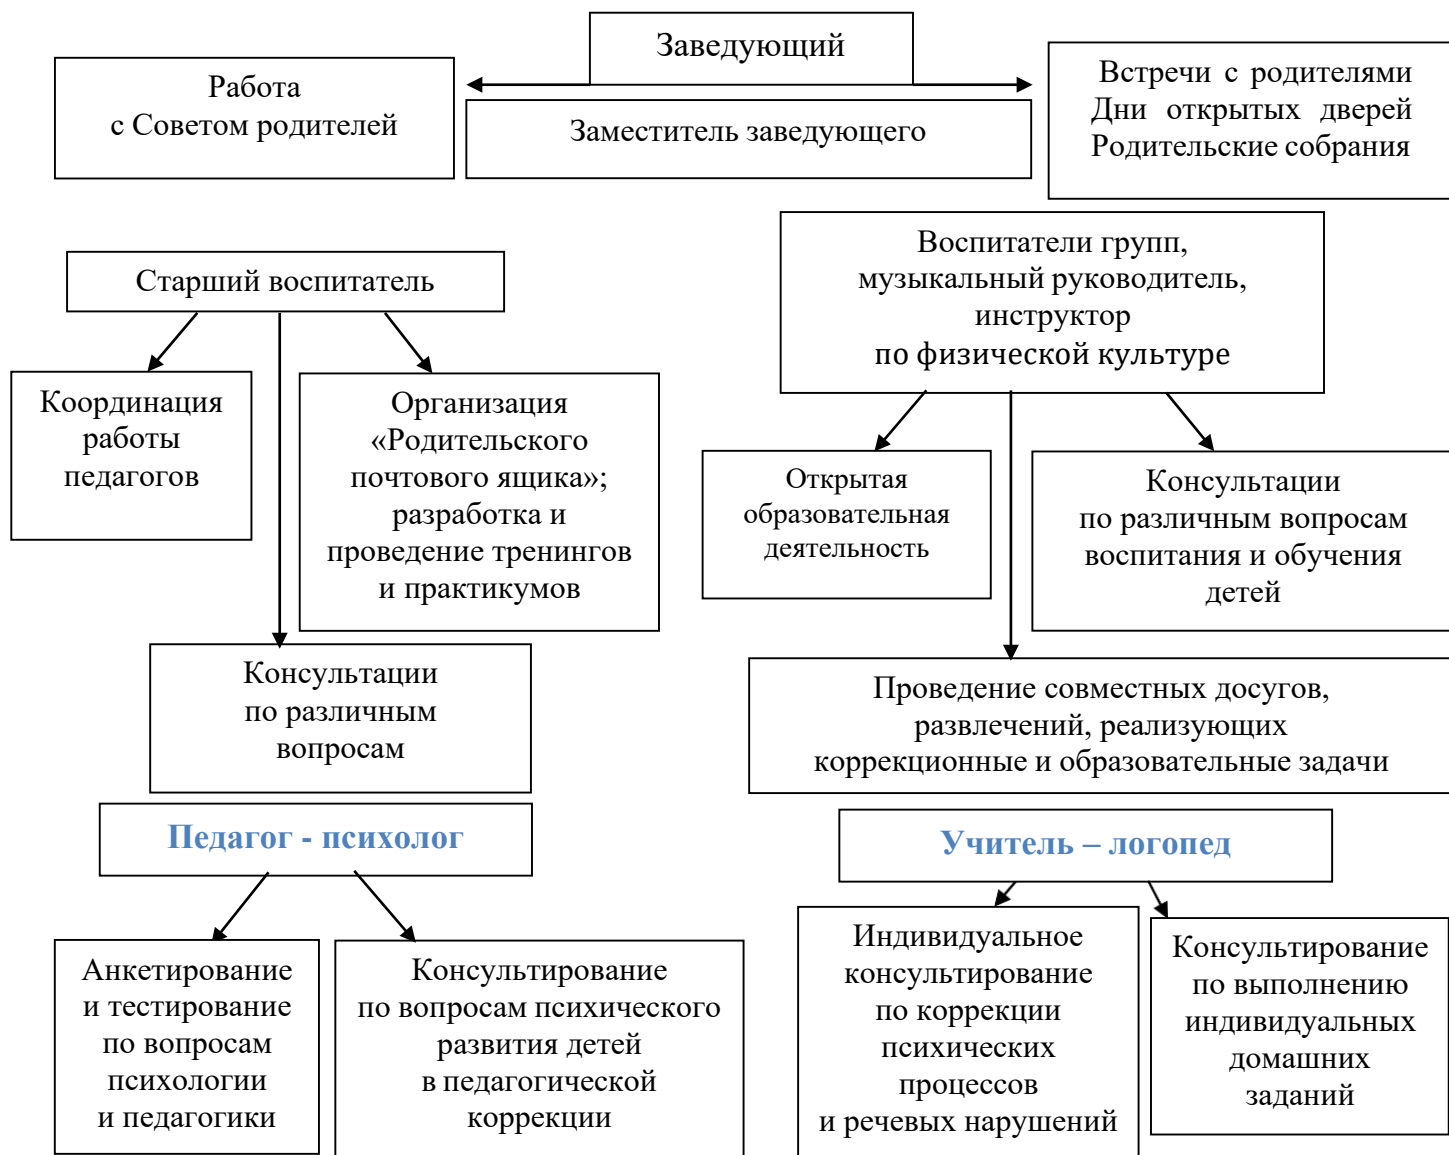 Заведующий
Работа
с Советом родителей
Заместитель заведующего
Встречи с родителями
Дни открытых дверей
Родительские собрания
Старший воспитатель
Воспитатели групп,
музыкальный руководитель,
инструктор
по физической культуре
Координация
работы
педагогов
Организация
«Родительского
почтового ящика»;
разработка и
проведение тренингов
и практикумов
Открытая
образовательная
деятельность
Консультации
по различным вопросам
воспитания и обучения
детей
Консультации
по различным
вопросам
Проведение совместных досугов,
развлечений, реализующих
коррекционные и образовательные задачи
Педагог - психолог
Учитель – логопед
Анкетирование
и тестирование
по вопросам
психологии
и педагогики
Консультирование
по вопросам психического
развития детей
в педагогической
коррекции
Индивидуальное
консультирование
по коррекции
психических
процессов
и речевых нарушений
Консультирование
по выполнению
индивидуальных
домашних
заданий